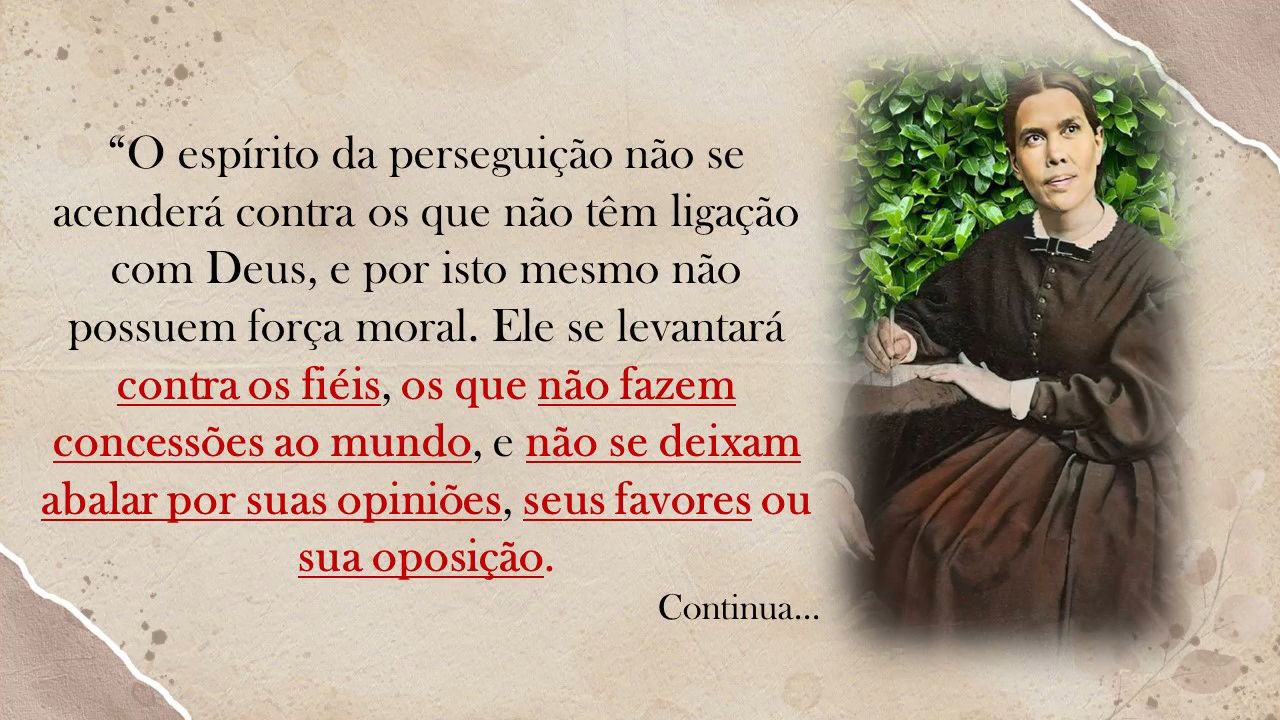 “O espírito da perseguição não se
acenderá contra os que não têm ligação
com Deus, e por isto mesmo não
possuem força moral. Ele se levantará
contra os fiéis, os que não fazem
concessões ao mundo, e não se deixam
abalar por suas opiniões, seus favores ou
sua oposição.
Continua...